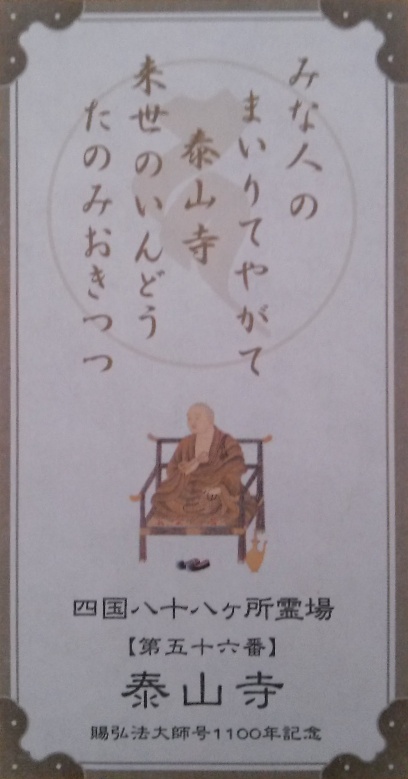 みな人の
まいりてやがて
泰山寺
来世のいんどう
たのみおきつつ
四国八十八ヶ所霊場
【第五十六番】
泰山寺
賜弘法大師号1100年記念